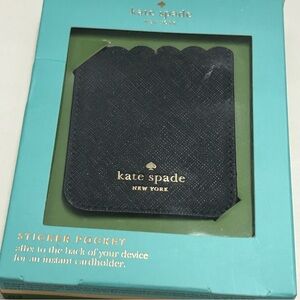 kate spade
NEW YORK
kate spade
NEW YORK
STICKER POCKET
affix to the back of your device
for an instant cardholder.